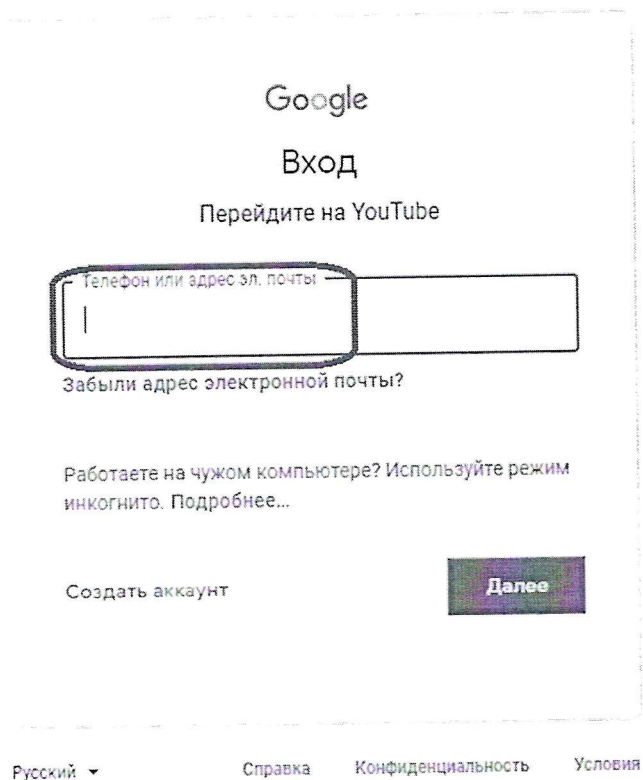 Google
Вход
Перейдите на YouTube
Телефон или адрес эл. почты
Забыли адрес электронной почты?
Работаете на чужом компьютере? Используйте режим
инкогнито. Подробнее...
Создать аккаунт
Далее
Русский
Справка
Конфиденциальность
Условия